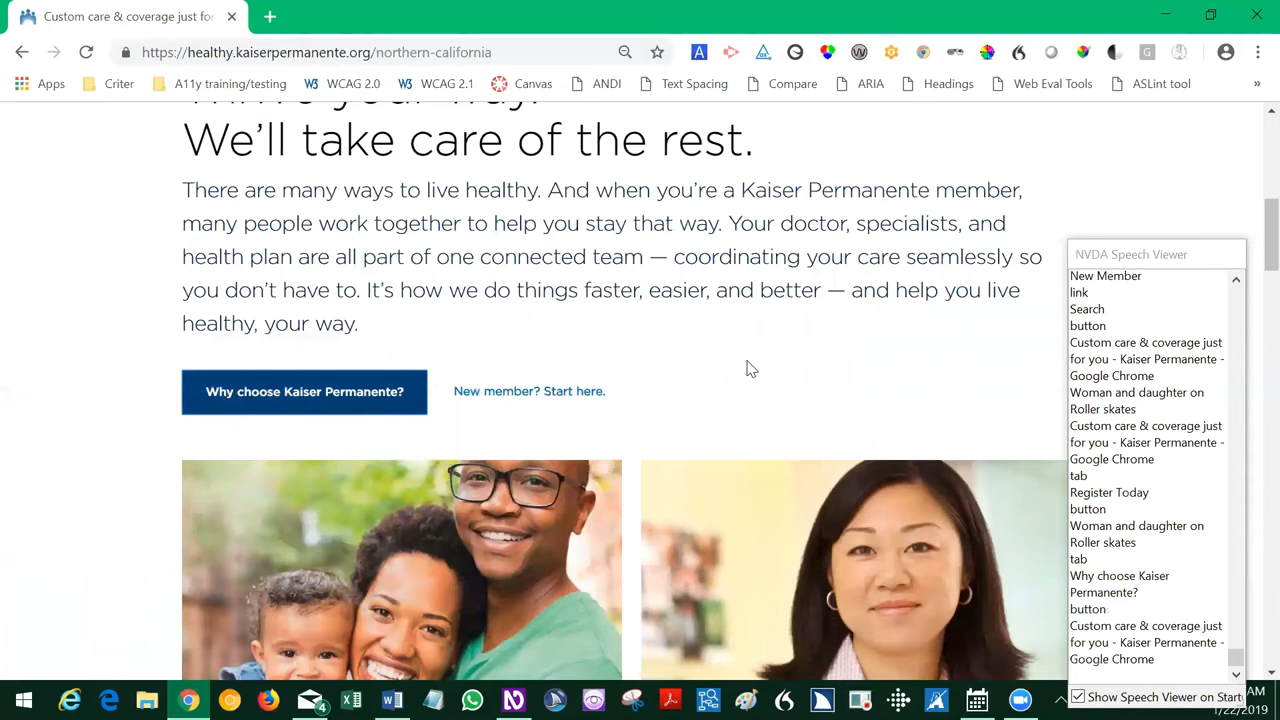 Custom care & coverage just for
https://healthy.kaiserpermanente.org/northern-california
Apps
Criter
A11y training/testing
W3 WCAG 2.0
W3 WCAG 2.1
Canvas
ANDI
Text Spacing
Compare
ARIA
Headings
Web Eval Tools
ASLint tool
»
We'll take care of the rest.
There are many ways to live healthy. And when you're a Kaiser Permanente member,
many people work together to help you stay that way. Your doctor, specialists, and
health plan are all part of one connected team — coordinating your care seamlessly so
you don't have to. It's how we do things faster, easier, and better — and help you live
healthy, your way.
Why choose Kaiser Permanente?
New member? Start here.
NVDA Speech Viewer
New Member
link
Search
button
Custom care & coverage just
for you - Kaiser Permanente -
Google Chrome
Woman and daughter on
Roller skates
Custom care & coverage just
for you - Kaiser Permanente -
Google Chrome
tab
Register Today
button
Woman and daughter on
Roller skates
tab
Why choose Kaiser
Permanente?
button
Custom care & coverage just
for you - Kaiser Permanente -
Google Chrome
Show Speech Viewer on Start
4
AM
1/22/2019